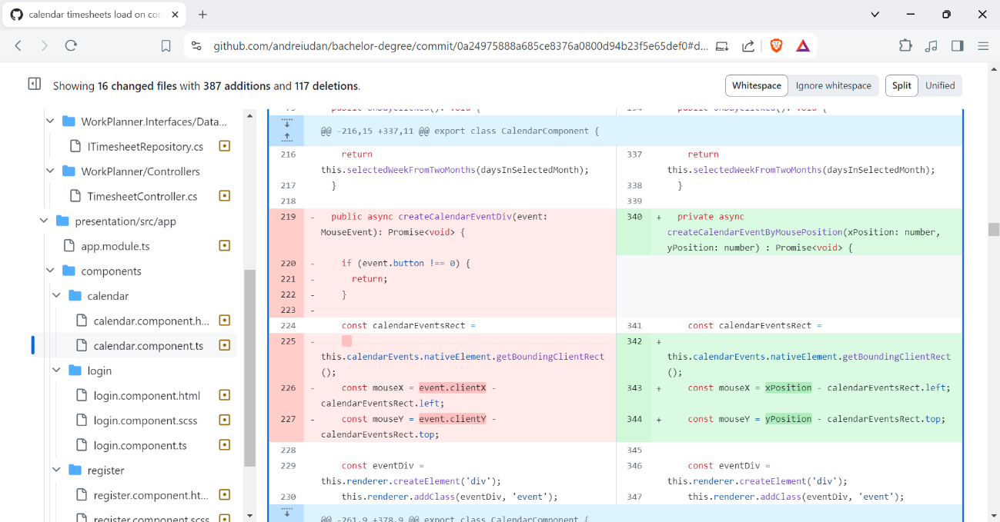 calendar timesheets load on con
github.com/andreiudan/bachelor-degree/commit/0a24975888a685ce8376a0800d94b23f5e65def0#d...
Showing 16 changed files with 387 additions and 117 deletions.
Whitespace
Ignore whitespace
Split
Unified
WorkPlanner.Interfaces/Data...
ITimesheetRepository.cs
WorkPlanner/Controllers
TimesheetController.cs
presentation/src/app
app.module.ts
components
calendar
calendar.component.h...
calendar.component.ts
login
login.component.html
login.component.scss
login.component.ts
register
register.component.ht...
register.component.scss
@@ -216,15 +337,11 @@ export class CalendarComponent {
216 return
this.selectedWeekFromTwoMonths(daysInSelectedMonth);
217 }
218
219 - public async createCalendarEventDiv(event:
MouseEvent): Promise<void> {
220 - if (event.button !== 0) {
221 - return;
222 - }
223 -
224 const calendarEventsRect =
225 -
this.calendarEvents.nativeElement.getBoundingClientRect
();
226 - const mouseX = event.clientX -
calendarEventsRect.left;
227 - const mouseY = event.clientY -
calendarEventsRect.top;
228
229 const eventDiv =
this.renderer.createElement('div');
230 this.renderer.addClass(eventDiv, 'event');
337 return
this.selectedWeekFromTwoMonths(daysInSelectedMonth);
338 }
339
340 + private async
createCalendarEventByMousePosition(xPosition: number,
yPosition: number) : Promise<void> {
341 const calendarEventsRect =
342 +
this.calendarEvents.nativeElement.getBoundingClientRect
();
343 + const mouseX = xPosition - calendarEventsRect.left;
344 + const mouseY = yPosition - calendarEventsRect.top;
345
346 const eventDiv =
this.renderer.createElement('div');
347 this.renderer.addClass(eventDiv, 'event');
@@ -261,9 +378,9 @@ export class CalendarComponent {